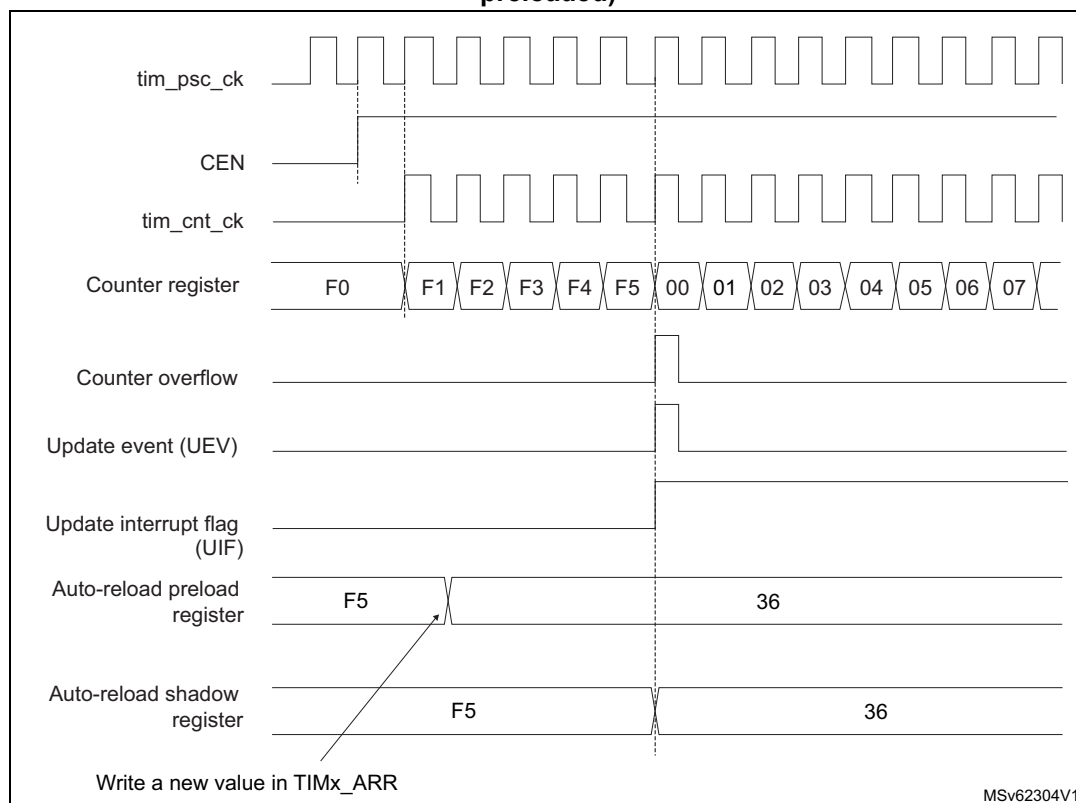 preloaded)
tim_psc_ck
CEN
tim_cnt_ck
Counter register
F0 F1 F2 F3 F4 F5 00 01 02 03 04 05 06 07
Counter overflow
Update event (UEV)
Update interrupt flag
(UIF)
Auto-reload preload
register
F5 36
Auto-reload shadow
register
F5 36
Write a new value in TIMx_ARR
MSv62304V1